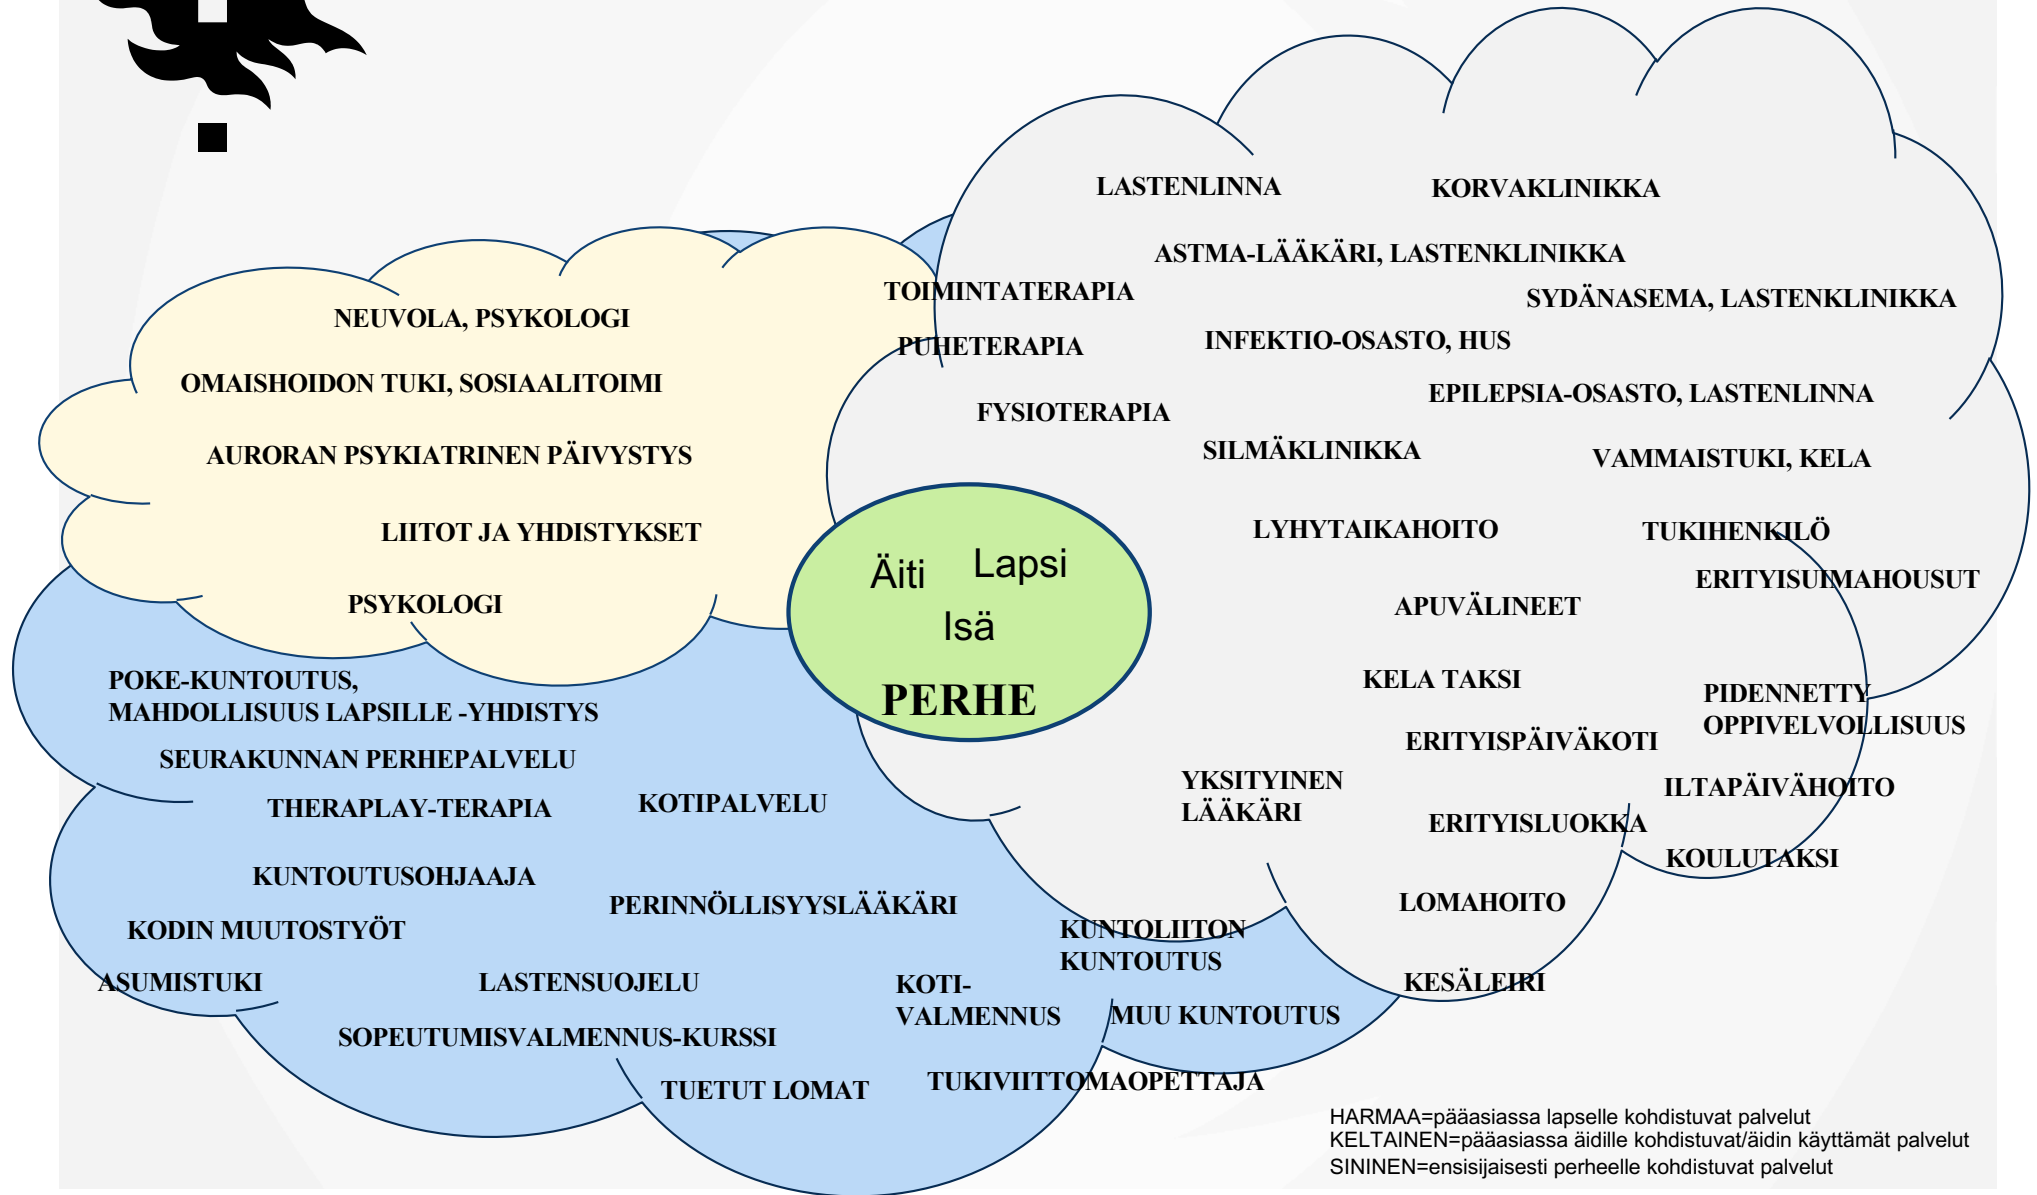 LASTENLINNA
KORVAKLINIKKA
ASTMA-LÄÄKÄRI, LASTENKLINIKKA
TOIMINTATERAPIA
SYDÄNASEMA, LASTENKLINIKKA
PUHETERAPIA
INFEKTIO-OSASTO, HUS
EPILEPSIA-OSASTO, LASTENLINNA
FYSIOTERAPIA
SILMÄKLINIKKA
VAMMAISTUKI, KELA
LYHYTAIKAHOITO
TUKIHENKILÖ
ERITYISUIMAHOUSUT
APUVÄLINEET
KELA TAKSI
PIDENNETTY
OPPIVELVOLLISUUS
ERITYISPÄIVÄKOTI
YKSITYINEN
LÄÄKÄRI
ILTAPÄIVÄHOITO
ERITYISLUOKKA
KOULUTAKSI
LOMAHOITO
KESÄLEIRI
NEUVOLA, PSYKOLOGI
OMAISHOIDON TUKI, SOSIAALITOIMI
AURORAN PSYKIATRINEN PÄIVYSTYS
LIITOT JA YHDISTYKSET
PSYKOLOGI
Äiti
Lapsi
Isä
PERHE
POKE-KUNTOUTUS,
MAHDOLLISUUS LAPSILLE -YHDISTYS
SEURAKUNNAN PERHEPALVELU
THERAPLAY-TERAPIA
KOTIPALVELU
KUNTOUTUSOHJAAJA
PERINNÖLLISYYSLÄÄKÄRI
KODIN MUUTOSTYÖT
KUNTOLIITON
KUNTOUTUS
ASUMISTUKI
LASTENSUOJELU
KOTI-
VALMENNUS
MUU KUNTOUTUS
SOPEUTUMISVALMENNUS-KURSSI
TUETUT LOMAT
TUKIVIITTOMAOPETTAJA
HARMAA=pääasiassa lapselle kohdistuvat palvelut
KELTAINEN=pääasiassa äidille kohdistuvat/äidin käyttämät palvelut
SININEN=ensisijaisesti perheelle kohdistuvat palvelut